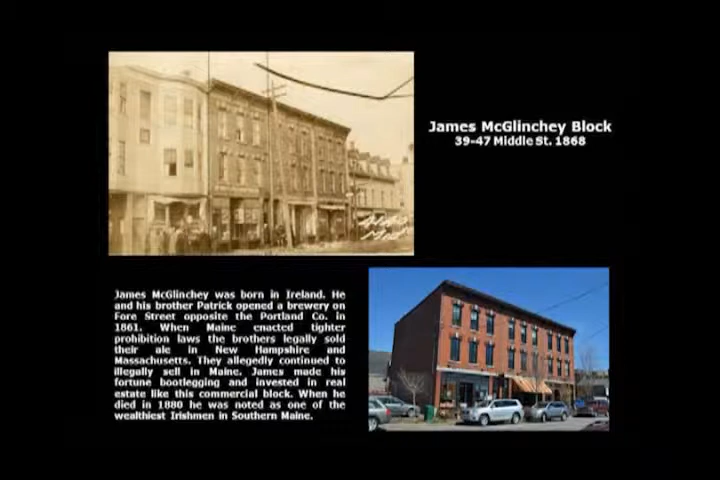 James McGlinchey Block
39-47 Middle St. 1868
James McGlinchey was born in Ireland. He
and his brother Patrick opened a brewery on
Fore Street opposite the Portland Co. in
1861. When Maine enacted tighter
prohibition laws the brothers legally sold
their ale in New Hampshire and
Massachusetts. They allegedly continued to
illegally sell in Maine. James made his
fortune bootlegging and invested in real
estate like this commercial block. When he
died in 1880 he was noted as one of the
wealthiest Irishmen in Southern Maine.